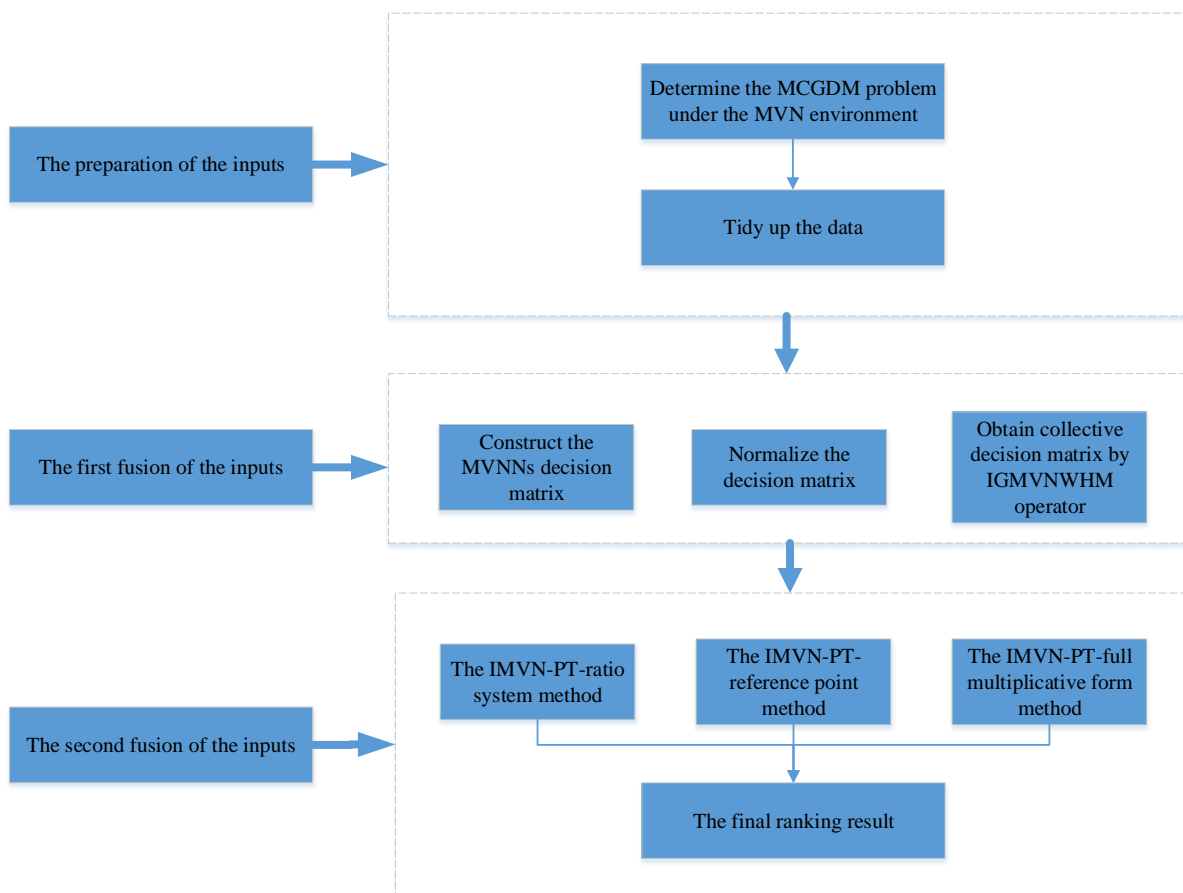 Determine the MCGDM problem
under the MVN environment
The preparation of the inputs
Tidy up the data
The first fusion of the inputs
Construct the
MVNNs decision
matrix
Normalize the
decision matrix
Obtain collective
decision matrix by
IGMVNWHM
operator
The second fusion of the inputs
The IMVN-PT-ratio
system method
The IMVN-PT-
reference point
method
The IMVN-PT-full
multiplicative form
method
The final ranking result